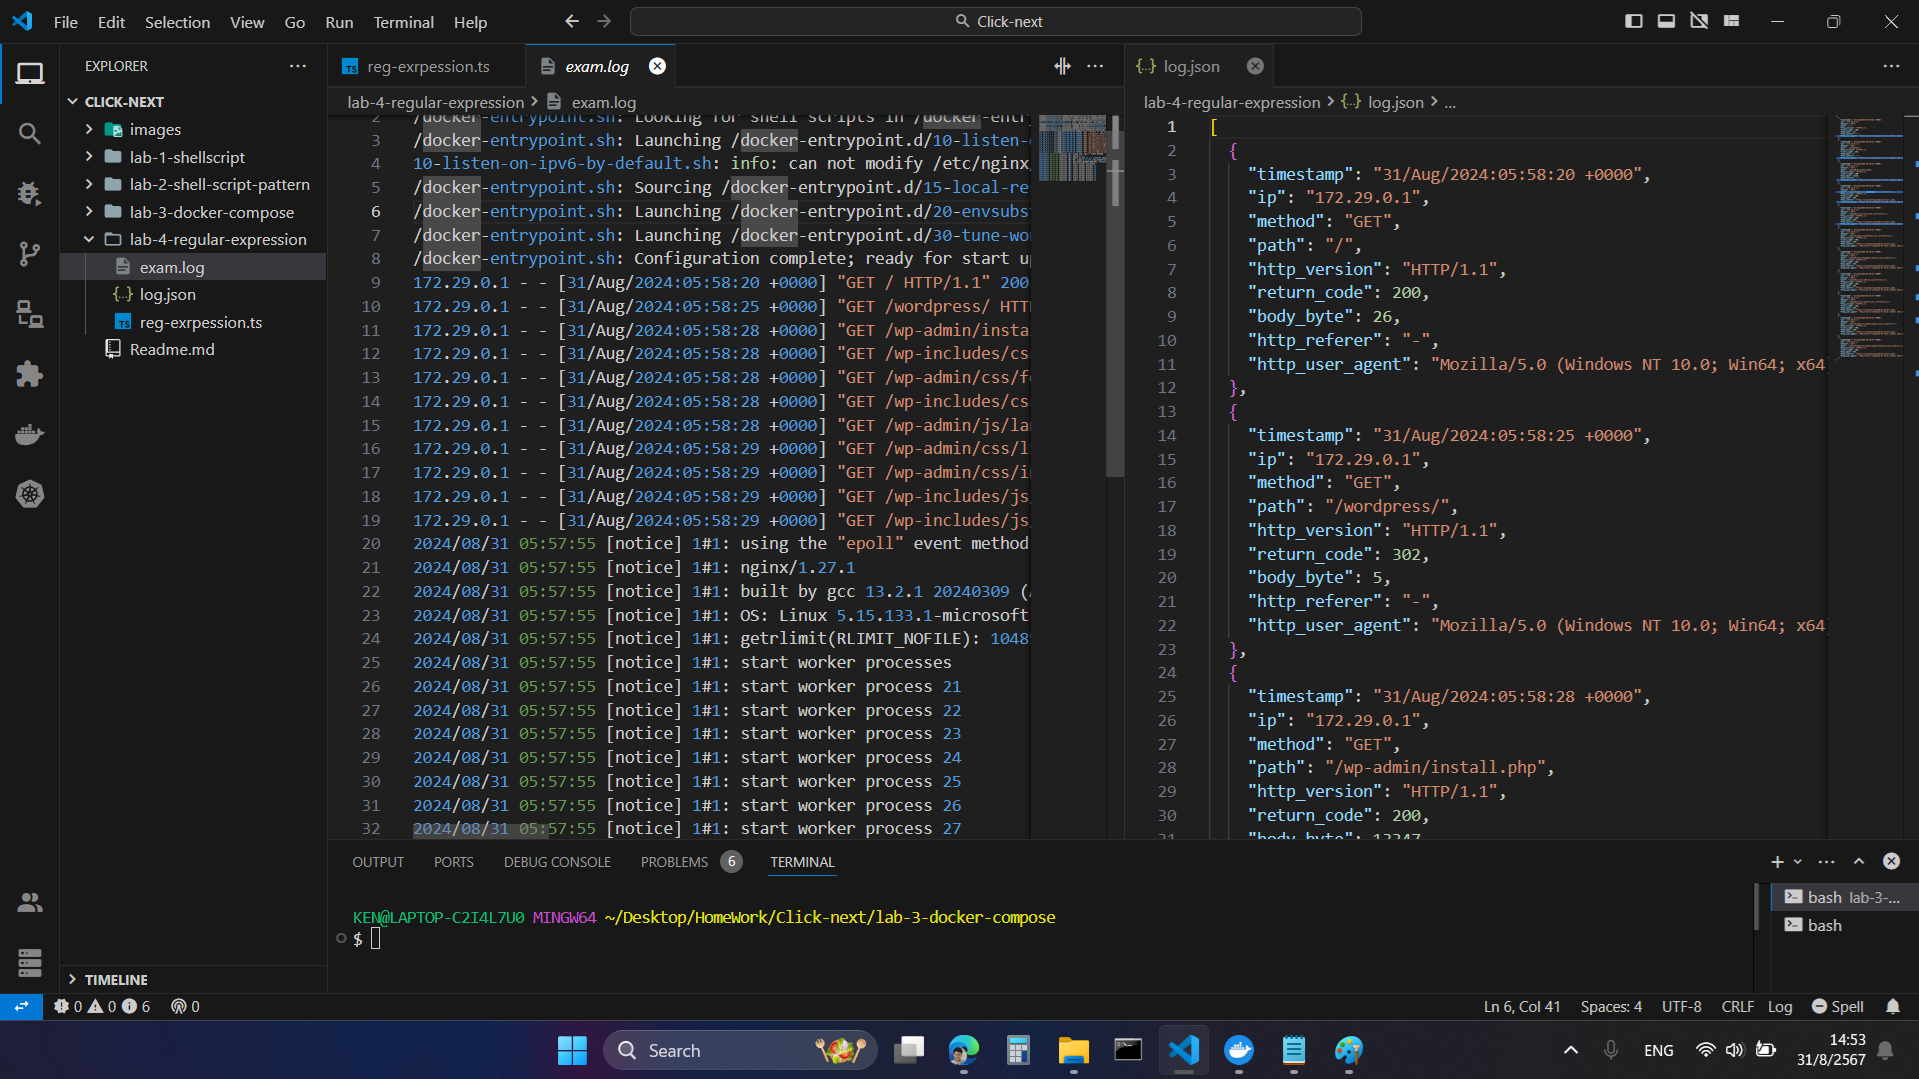 File Edit Selection View Go Run Terminal Help
Click-next
EXPLORER
CLICK-NEXT
images
lab-1-shellscript
lab-2-shell-script-pattern
lab-3-docker-compose
lab-4-regular-expression
exam.log
log.json
TS reg-exrpession.ts
Readme.md
TIMELINE
TS reg-exrpession.ts
exam.log
lab-4-regular-expression > exam.log
2 /docker-entrypoint.sh: Looking for shell scripts in /docker-entr
3 /docker-entrypoint.sh: Launching /docker-entrypoint.d/10-listen-
4 10-listen-on-ipv6-by-default.sh: info: can not modify /etc/nginx
5 /docker-entrypoint.sh: Sourcing /docker-entrypoint.d/15-local-re
6 /docker-entrypoint.sh: Launching /docker-entrypoint.d/20-envsubs
7 /docker-entrypoint.sh: Launching /docker-entrypoint.d/30-tune-wo
8 /docker-entrypoint.sh: Configuration complete; ready for start u
9 172.29.0.1 - - [31/Aug/2024:05:58:20 +0000] "GET / HTTP/1.1" 200
10 172.29.0.1 - - [31/Aug/2024:05:58:25 +0000] "GET /wordpress/ HTT
11 172.29.0.1 - - [31/Aug/2024:05:58:28 +0000] "GET /wp-admin/insta
12 172.29.0.1 - - [31/Aug/2024:05:58:28 +0000] "GET /wp-includes/cs
13 172.29.0.1 - - [31/Aug/2024:05:58:28 +0000] "GET /wp-admin/css/f
14 172.29.0.1 - - [31/Aug/2024:05:58:28 +0000] "GET /wp-includes/cs
15 172.29.0.1 - - [31/Aug/2024:05:58:28 +0000] "GET /wp-admin/js/la
16 172.29.0.1 - - [31/Aug/2024:05:58:29 +0000] "GET /wp-admin/css/l
17 172.29.0.1 - - [31/Aug/2024:05:58:29 +0000] "GET /wp-admin/css/i
18 172.29.0.1 - - [31/Aug/2024:05:58:29 +0000] "GET /wp-includes/js
19 172.29.0.1 - - [31/Aug/2024:05:58:29 +0000] "GET /wp-includes/js
20 2024/08/31 05:57:55 [notice] 1#1: using the "epoll" event method
21 2024/08/31 05:57:55 [notice] 1#1: nginx/1.27.1
22 2024/08/31 05:57:55 [notice] 1#1: built by gcc 13.2.1 20240309 (
23 2024/08/31 05:57:55 [notice] 1#1: OS: Linux 5.15.133.1-microsoft
24 2024/08/31 05:57:55 [notice] 1#1: getrlimit(RLIMIT_NOFILE): 1048
25 2024/08/31 05:57:55 [notice] 1#1: start worker processes
26 2024/08/31 05:57:55 [notice] 1#1: start worker process 21
27 2024/08/31 05:57:55 [notice] 1#1: start worker process 22
28 2024/08/31 05:57:55 [notice] 1#1: start worker process 23
29 2024/08/31 05:57:55 [notice] 1#1: start worker process 24
30 2024/08/31 05:57:55 [notice] 1#1: start worker process 25
31 2024/08/31 05:57:55 [notice] 1#1: start worker process 26
32 2024/08/31 05:57:55 [notice] 1#1: start worker process 27
{..} log.json
lab-4-regular-expression > {..} log.json > ...
1 [
2 {
3 "timestamp": "31/Aug/2024:05:58:20 +0000",
4 "ip": "172.29.0.1",
5 "method": "GET",
6 "path": "/",
7 "http_version": "HTTP/1.1",
8 "return_code": 200,
9 "body_byte": 26,
10 "http_referer": "-",
11 "http_user_agent": "Mozilla/5.0 (Windows NT 10.0; Win64; x64
12 },
13 {
14 "timestamp": "31/Aug/2024:05:58:25 +0000",
15 "ip": "172.29.0.1",
16 "method": "GET",
17 "path": "/wordpress/",
18 "http_version": "HTTP/1.1",
19 "return_code": 302,
20 "body_byte": 5,
21 "http_referer": "-",
22 "http_user_agent": "Mozilla/5.0 (Windows NT 10.0; Win64; x64
23 },
24 {
25 "timestamp": "31/Aug/2024:05:58:28 +0000",
26 "ip": "172.29.0.1",
27 "method": "GET",
28 "path": "/wp-admin/install.php",
29 "http_version": "HTTP/1.1",
30 "return_code": 200,
31 "body_byte":
OUTPUT PORTS DEBUG CONSOLE PROBLEMS 6 TERMINAL
KEN@LAPTOP-C2I4L7U0 MINGW64 ~/Desktop/HomeWork/Click-next/lab-3-docker-compose
$
bash lab-3-...
bash
0 0 6 0
Ln 6, Col 41 Spaces: 4 UTF-8 CRLF Log Spell
Search
ENG
14:53
31/8/2567